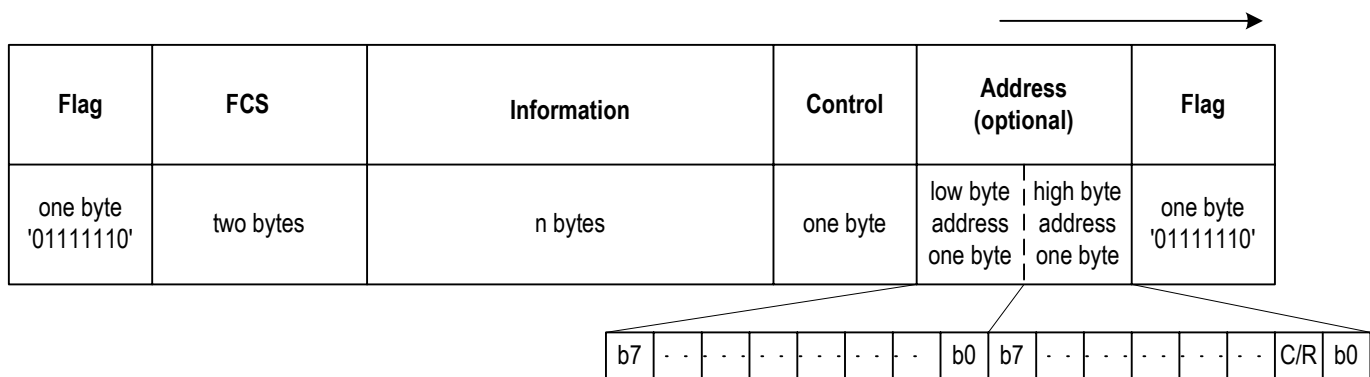 Flag
FCS
Information
Control
Address
(optional)
Flag
one byte
'01111110'
two bytes
n bytes
one byte
low byte
address
one byte
high byte
address
one byte
one byte
'01111110'
b7 - - - - - - - - - - - - b0 b7 - - - - - - - - - - C/R b0